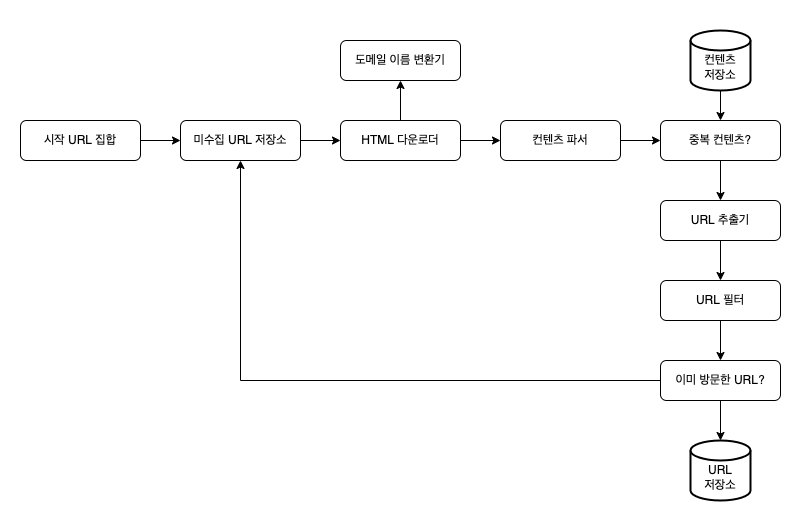 도메일 이름 변환기
컨텐츠
저장소
시작 URL 집합
미수집 URL 저장소
HTML 다운로더
컨텐츠 파서
중복 컨텐츠?
URL 추출기
URL 필터
이미 방문한 URL?
URL
저장소